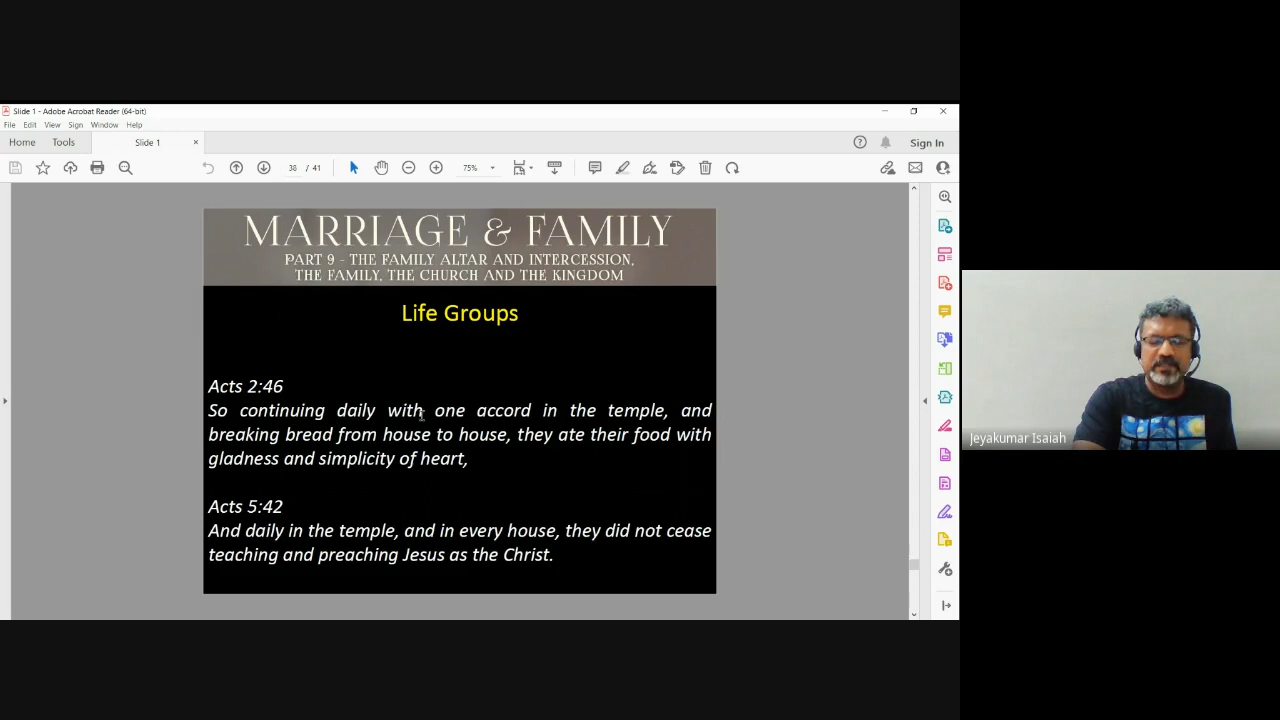 Slide 1 - Adobe Acrobat Reader (64-bit)
File Edit View Sign Window Help
Home Tools Slide 1 Sign In
38 / 41 75%
MARRIAGE & FAMILY
PART 9 - THE FAMILY ALTAR AND INTERCESSION,
THE FAMILY, THE CHURCH AND THE KINGDOM
Life Groups
Acts 2:46
So continuing daily with one accord in the temple, and
breaking bread from house to house, they ate their food with
gladness and simplicity of heart,
Acts 5:42
And daily in the temple, and in every house, they did not cease
teaching and preaching Jesus as the Christ.
Jeyakumar Isaiah